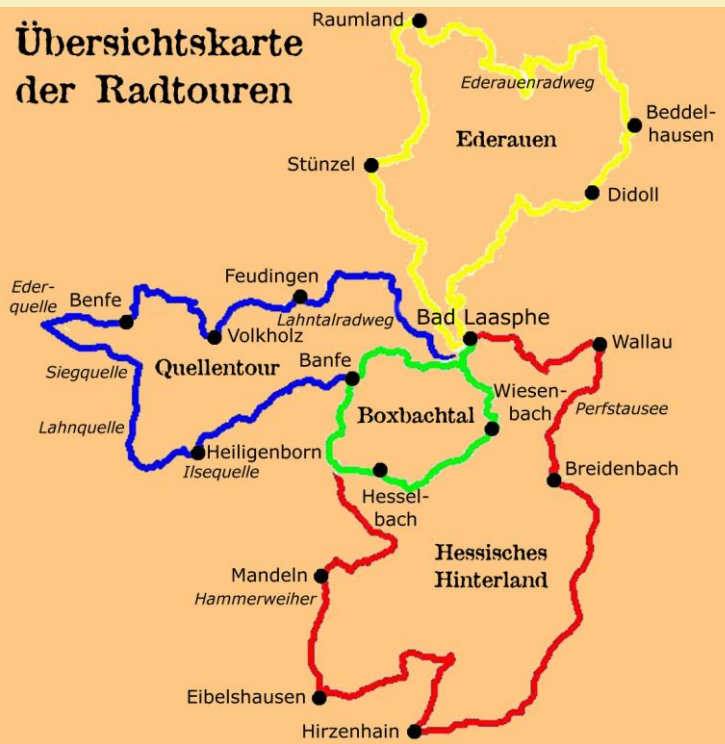 Übersichtskarte
der Radtouren
Raumland
Ederauenradweg
Beddel-
hausen
Ederauen
Stünzel
Didoll
Feudingen
Eder-
quelle
Benfe
Lahntalradweg
Bad Laasphe
Volkholz
Wallau
Siegquelle
Quellentour
Banfe
Wiesen-
bach
Perfstausee
Boxbachtal
Lahnquelle
Heiligenborn
Ilsequelle
Breidenbach
Hessel-
bach
Hessisches
Hinterland
Mandeln
Hammerweiher
Eibelshausen
Hirzenhain